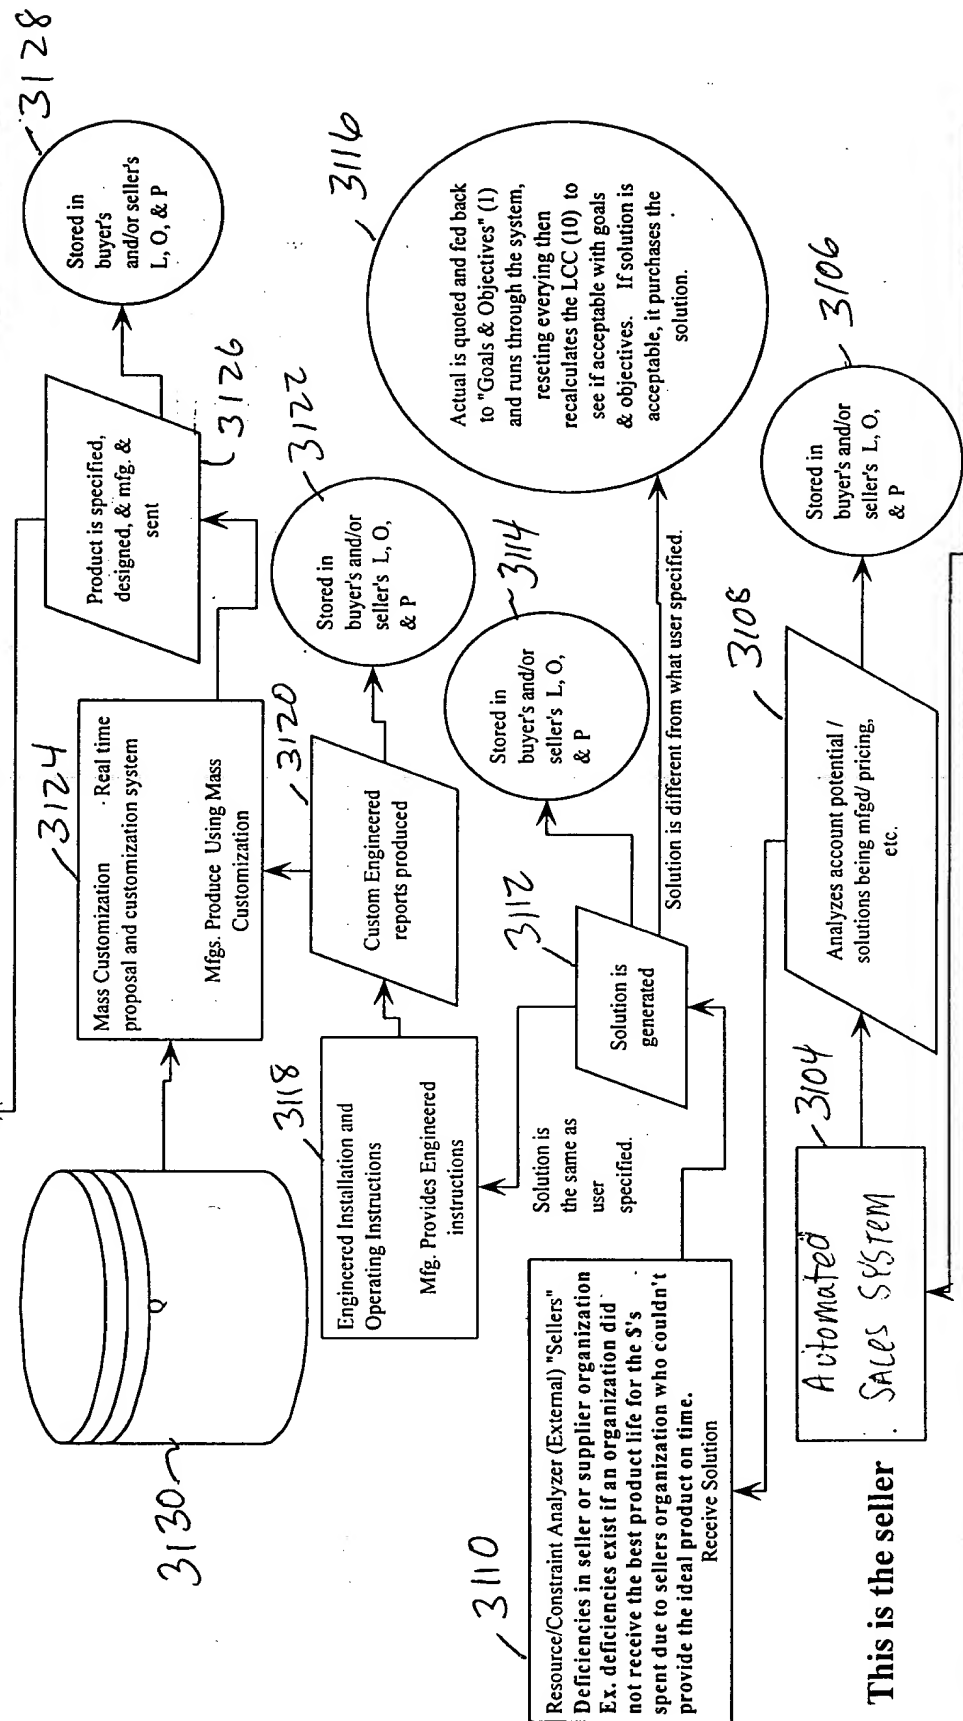 3128
Stored in
buyer's
and/or seller's
L, O, & P
Product is specified,
designed, & mfg. &
sent
3126
3124
Mass Customization · Real time
proposal and customization system
Mfgs. Produce Using Mass
Customization
3130
Q
3122
Stored in
buyer's and/or
seller's L, O,
& P
3120
Custom Engineered
reports produced
3118
Engineered Installation and
Operating Instructions
Mfg. Provides Engineered
instructions
3116
Actual is quoted and fed back
to "Goals & Objectives" (1)
and runs through the system,
reseting everying then
recalculates the LCC (10) to
see if acceptable with goals
& objectives. If solution is
acceptable, it purchases the
solution.
3114
Stored in
buyer's and/or
seller's L, O,
& P
3112
Solution is
generated
Solution is different from what user specified.
Solution is
the same as
user
specified.
3110
Resource/Constraint Analyzer (External) "Sellers"
Deficiencies in seller or supplier organization
Ex. deficiencies exist if an organization did
not receive the best product life for the $'s
spent due to sellers organization who couldn't
provide the ideal product on time.
Receive Solution
3106
Stored in
buyer's and/or
seller's L, O,
& P
3108
Analyzes account potential /
solutions being mfgd/ pricing,
etc.
3104
Automated
Sales System
This is the seller